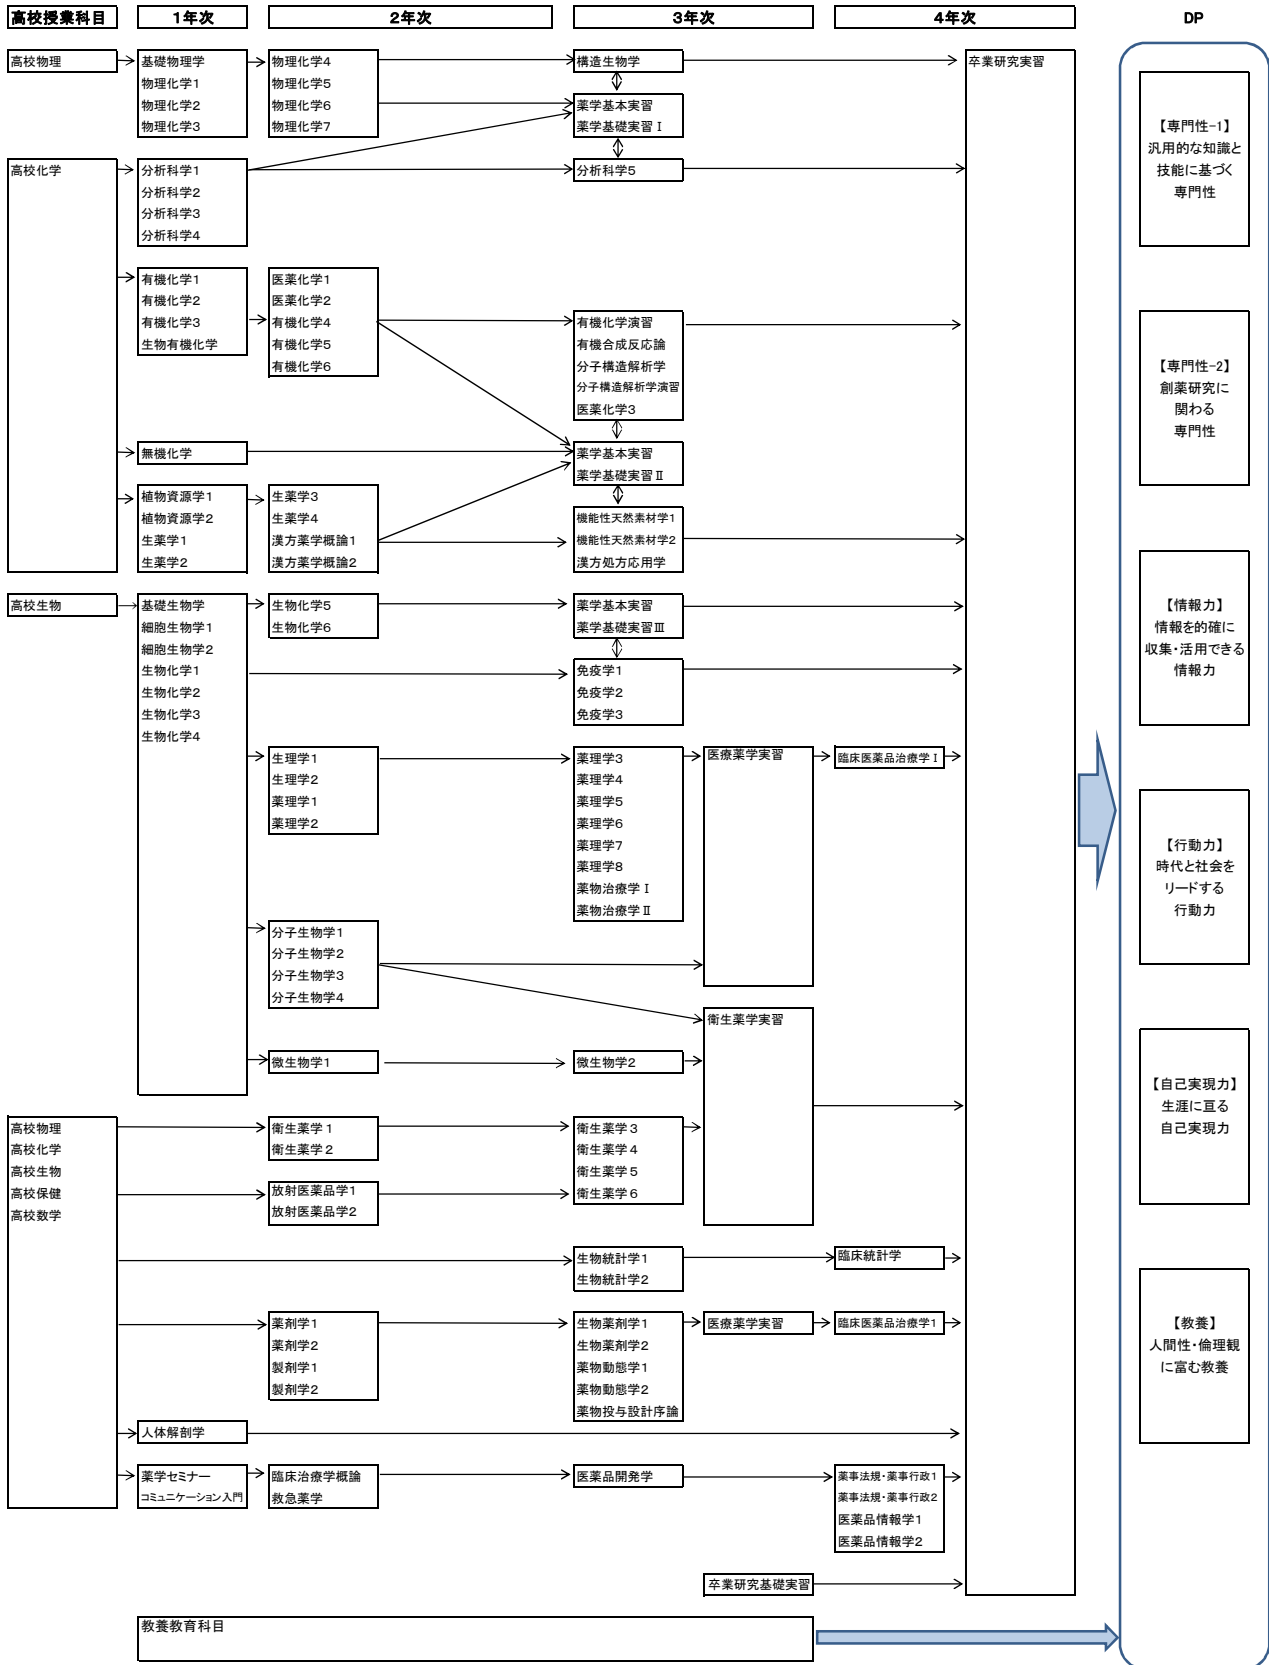 高校授業科目
1年次
2年次
3年次
4年次
DP
高校物理
基礎物理学
物理化学1
物理化学2
物理化学3
物理化学4
物理化学5
物理化学6
物理化学7
構造生物学
薬学基本実習
薬学基礎実習Ⅰ
卒業研究実習
高校化学
分析科学1
分析科学2
分析科学3
分析科学4
分析科学5
有機化学1
有機化学2
有機化学3
生物有機化学
医薬化学1
医薬化学2
有機化学4
有機化学5
有機化学6
有機化学演習
有機合成反応論
分子構造解析学
分子構造解析学演習
医薬化学3
無機化学
薬学基本実習
薬学基礎実習Ⅱ
植物資源学1
植物資源学2
生薬学1
生薬学2
生薬学3
生薬学4
漢方薬学概論1
漢方薬学概論2
機能性天然素材学1
機能性天然素材学2
漢方処方応用学
高校生物
基礎生物学
細胞生物学1
細胞生物学2
生物化学1
生物化学2
生物化学3
生物化学4
生物化学5
生物化学6
薬学基本実習
薬学基礎実習Ⅲ
免疫学1
免疫学2
免疫学3
生理学1
生理学2
薬理学1
薬理学2
薬理学3
薬理学4
薬理学5
薬理学6
薬理学7
薬理学8
薬物治療学Ⅰ
薬物治療学Ⅱ
医療薬学実習
臨床医薬品治療学Ⅰ
分子生物学1
分子生物学2
分子生物学3
分子生物学4
衛生薬学実習
微生物学1
微生物学2
高校物理
高校化学
高校生物
高校保健
高校数学
衛生薬学1
衛生薬学2
衛生薬学3
衛生薬学4
衛生薬学5
衛生薬学6
放射医薬品学1
放射医薬品学2
生物統計学1
生物統計学2
臨床統計学
薬剤学1
薬剤学2
製剤学1
製剤学2
生物薬剤学1
生物薬剤学2
薬物動態学1
薬物動態学2
薬物投与設計序論
医療薬学実習
臨床医薬品治療学1
人体解剖学
薬学セミナー
コミュニケーション入門
臨床治療学概論
救急薬学
医薬品開発学
薬事法規・薬事行政1
薬事法規・薬事行政2
医薬品情報学1
医薬品情報学2
卒業研究基礎実習
教養教育科目
【専門性-1】
汎用的な知識と
技能に基づく
専門性
【専門性-2】
創薬研究に
関わる
専門性
【情報力】
情報を的確に
収集・活用できる
情報力
【行動力】
時代と社会を
リードする
行動力
【自己実現力】
生涯に亘る
自己実現力
【教養】
人間性・倫理観
に富む教養